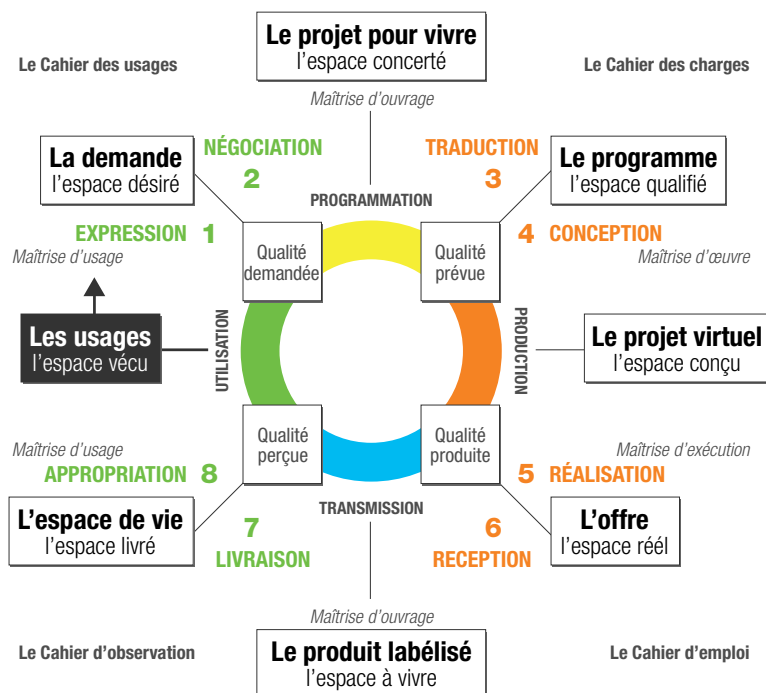 Le projet pour vivre
l'espace concerté
Le Cahier des usages
Le Cahier des charges
Maîtrise d'ouvrage
NÉGOCIATION
2
TRADUCTION
3
La demande
l'espace désiré
Le programme
l'espace qualifié
PROGRAMMATION
EXPRESSION 1
4 CONCEPTION
Maîtrise d'usage
Maîtrise d'œuvre
Qualité
demandée
Qualité
prévue
Les usages
l'espace vécu
UTILISATION
PRODUCTION
Le projet virtuel
l'espace conçu
Qualité
perçue
Qualité
produite
Maîtrise d'usage
Maîtrise d'exécution
APPROPRIATION 8
5 RÉALISATION
L'espace de vie
l'espace livré
TRANSMISSION
L'offre
l'espace réél
7
LIVRAISON
6
RECEPTION
Maîtrise d'ouvrage
Le Cahier d'observation
Le produit labélisé
l'espace à vivre
Le Cahier d'emploi